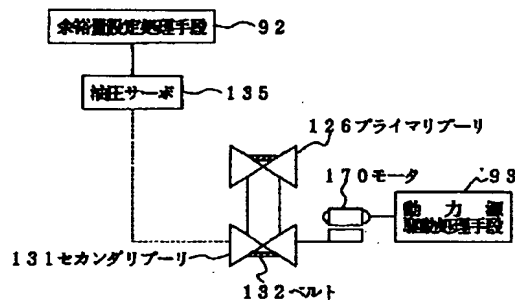 余裕量設定処理手段
92
油圧サーボ
135
126プライマリプーリ
170モータ
93
動力源
駆動処理手段
131セカンダリプーリ
132ベルト